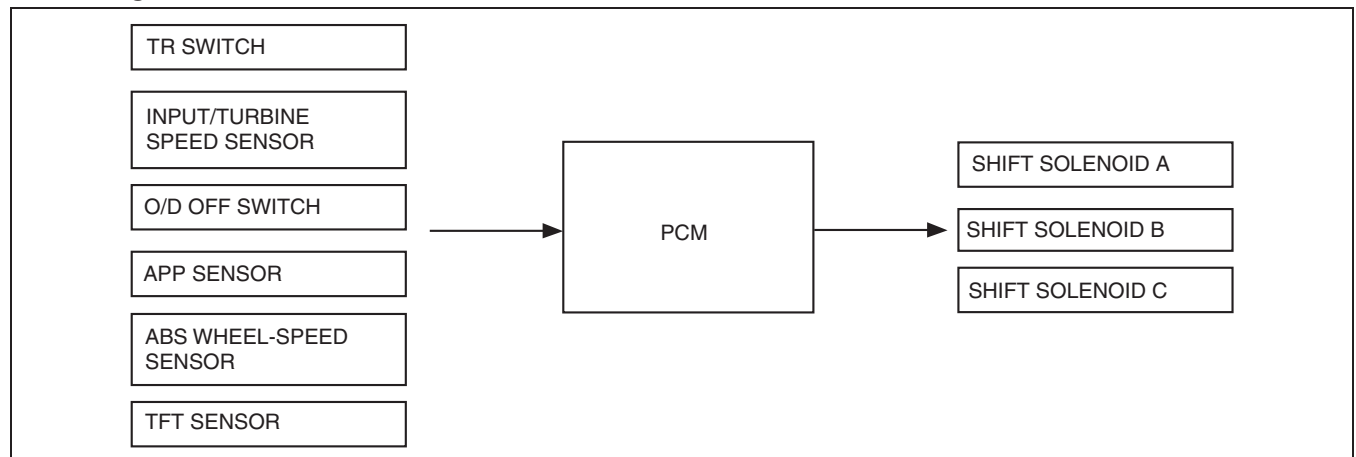 TR SWITCH
INPUT/TURBINE
SPEED SENSOR
O/D OFF SWITCH
APP SENSOR
ABS WHEEL-SPEED
SENSOR
TFT SENSOR
PCM
SHIFT SOLENOID A
SHIFT SOLENOID B
SHIFT SOLENOID C